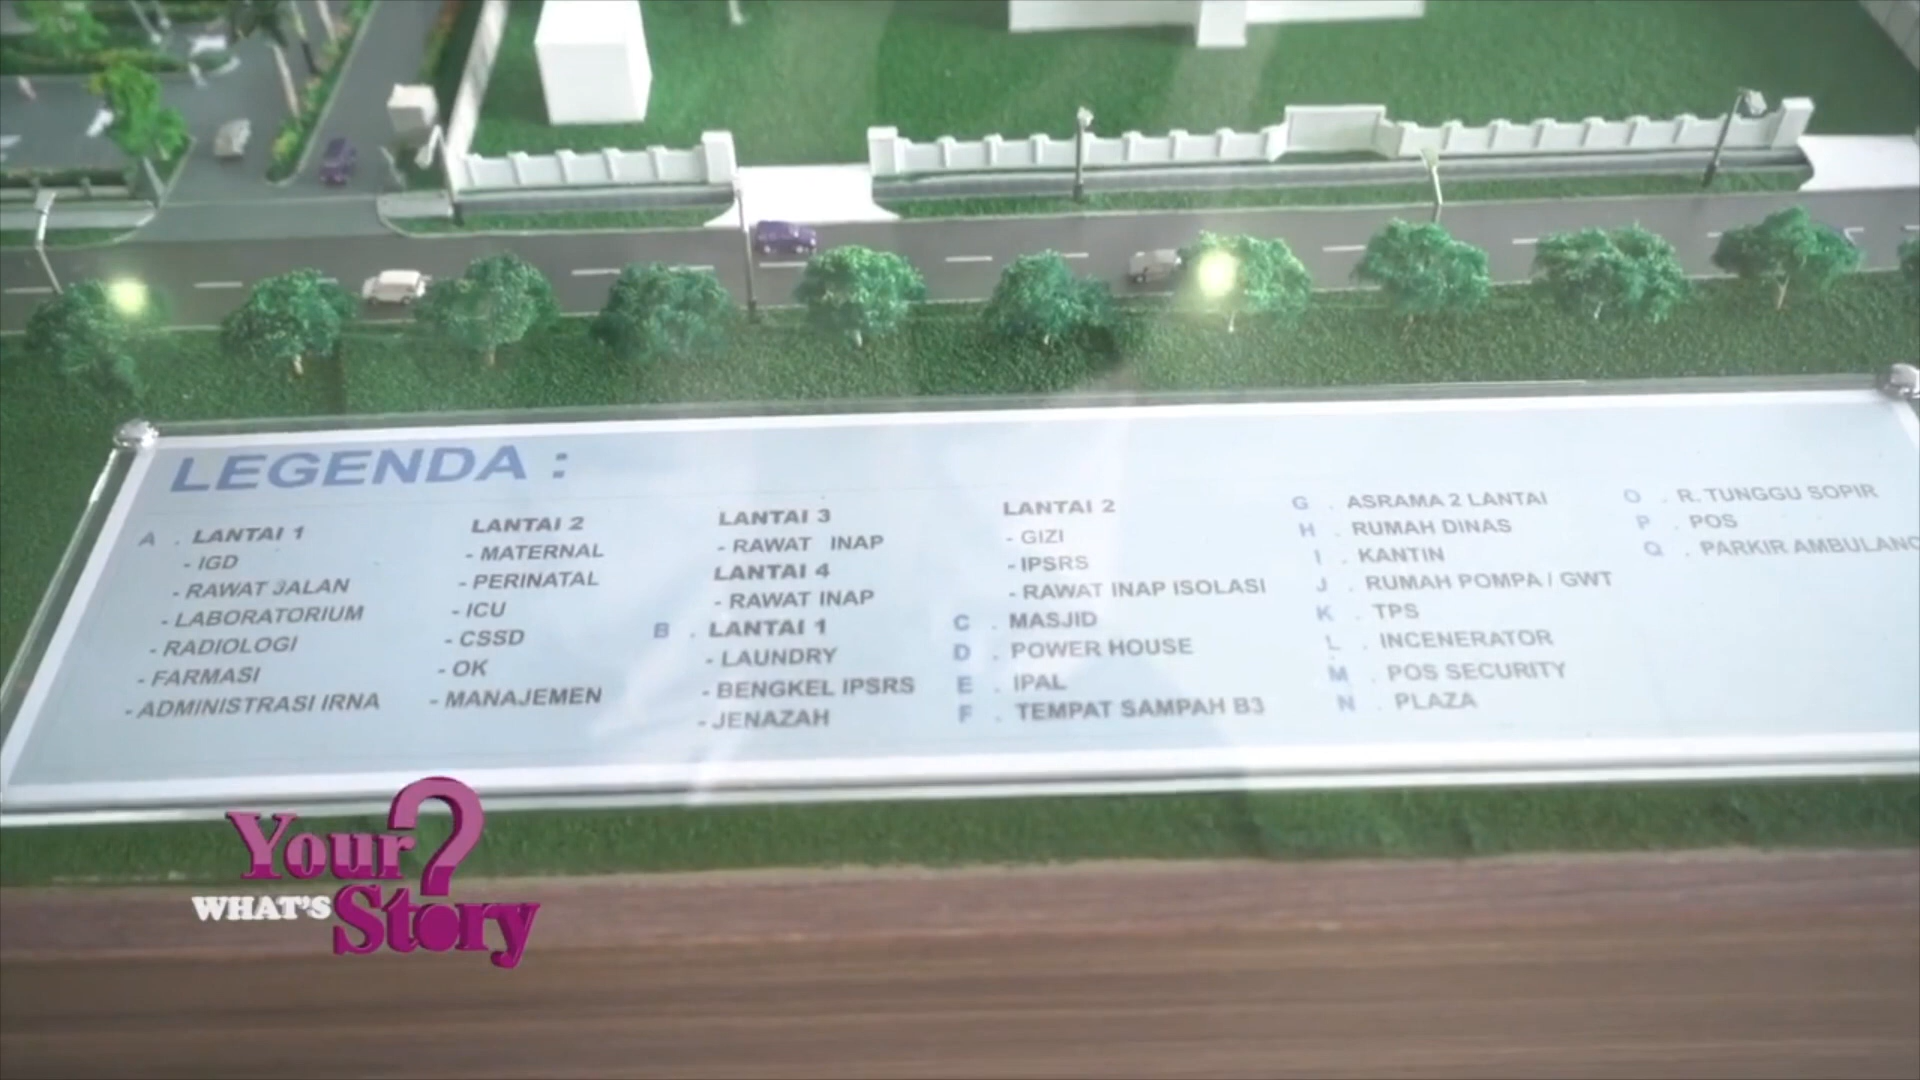 LEGENDA :
A . LANTAI 1
- IGD
- RAWAT JALAN
- LABORATORIUM
- RADIOLOGI
- FARMASI
- ADMINISTRASI IRNA
LANTAI 2
- MATERNAL
- PERINATAL
- ICU
- CSSD
- OK
- MANAJEMEN
LANTAI 3
- RAWAT INAP
LANTAI 4
- RAWAT INAP
B . LANTAI 1
- LAUNDRY
- BENGKEL IPSRS
- JENAZAH
LANTAI 2
- GIZI
- IPSRS
- RAWAT INAP ISOLASI
C . MASJID
D . POWER HOUSE
E . IPAL
F . TEMPAT SAMPAH B3
G . ASRAMA 2 LANTAI
H . RUMAH DINAS
I . KANTIN
J . RUMAH POMPA / GWT
K . TPS
L . INCENERATOR
M . POS SECURITY
N . PLAZA
O . R. TUNGGU SOPIR
P . POS
Q . PARKIR AMBULANC
WHAT'S Your Story?